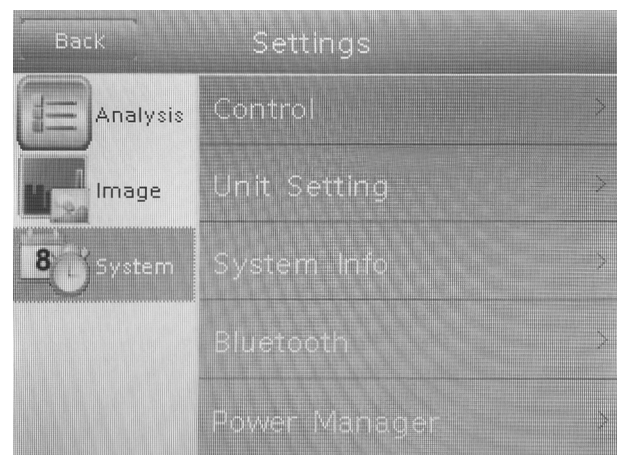 Back
Settings
Analysis
Image
8
System
Control
Unit Setting
System Info
Bluetooth
Power Manager